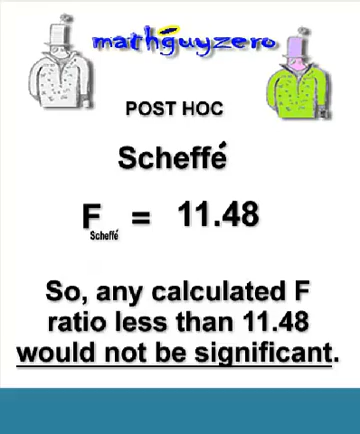 mathguyzero
POST HOC
Scheffé
F = 11.48
Scheffé
So, any calculated F
ratio less than 11.48
would not be significant.